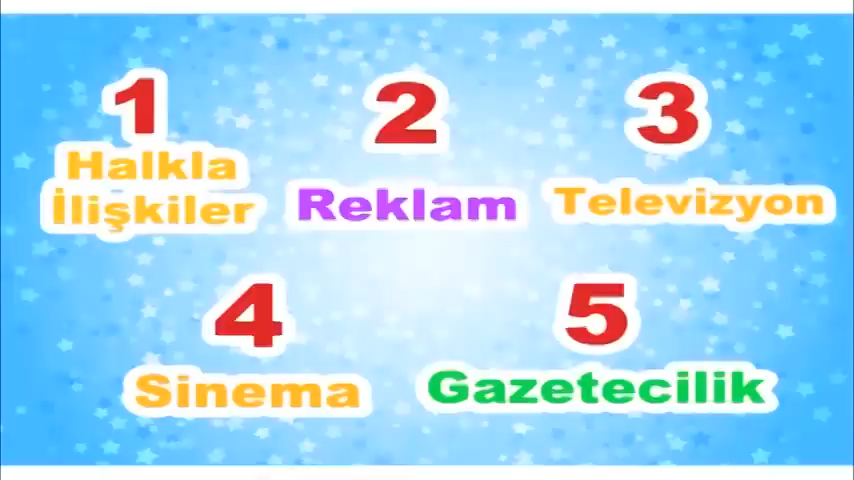 1
Halkla
İlişkiler
2
Reklam
3
Televizyon
4
Sinema
5
Gazetecilik